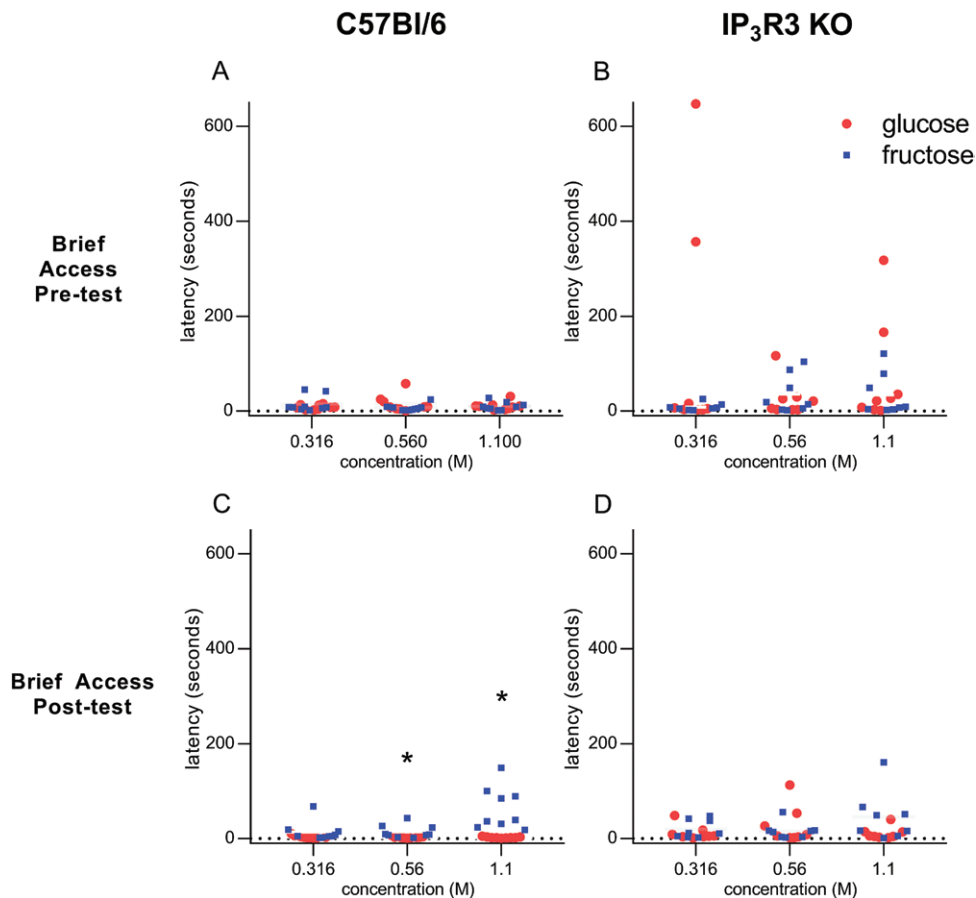 C57Bl/6
IP₃R3 KO
A
B
glucose
fructose
Brief
Access
Pre-test
latency (seconds)
600
400
200
0
0.316
0.560
1.100
concentration (M)
latency (seconds)
600
400
200
0
0.316
0.56
1.1
concentration (M)
C
D
Brief Access
Post-test
latency (seconds)
600
400
200
0
*
*
0.316
0.56
1.1
concentration (M)
latency (seconds)
600
400
200
0
0.316
0.56
1.1
concentration (M)